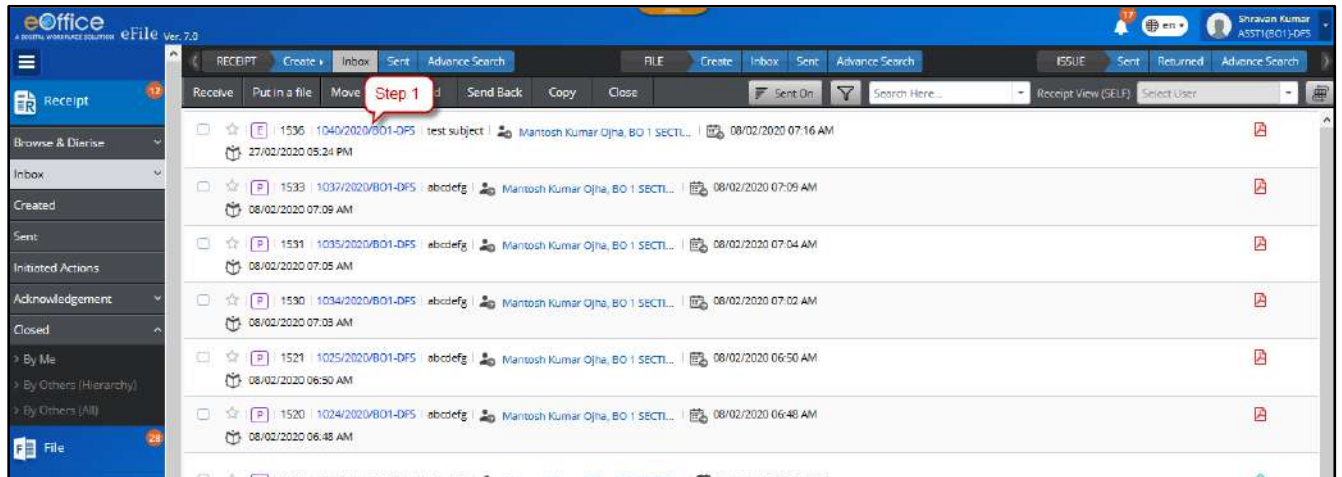 eOffice
A DIGITAL WORKPLACE SOLUTION eFile Ver. 7.0
17 en Shravan Kumar
ASST1(BO1)-DFS
RECEIPT Create Inbox Sent Advance Search FILE Create Inbox Sent Advance Search ISSUE Sent Returned Advance Search
Receipt 12
Receive Put in a file Move Step 1 Send Back Copy Close Sent On Search Here... Receipt View (SELF) Select User
Browse & Diarise
Inbox
Created
Sent
Initiated Actions
Acknowledgement
Closed
> By Me
> By Others (Hierarchy)
> By Others (All)
File 28
E 1536 1040/2020/BO1-DFS test subject Mantosh Kumar Ojha, BO 1 SECTI... 08/02/2020 07:16 AM
27/02/2020 05:24 PM
P 1533 1037/2020/BO1-DFS abcdefg Mantosh Kumar Ojha, BO 1 SECTI... 08/02/2020 07:09 AM
08/02/2020 07:09 AM
P 1531 1035/2020/BO1-DFS abcdefg Mantosh Kumar Ojha, BO 1 SECTI... 08/02/2020 07:04 AM
08/02/2020 07:05 AM
P 1530 1034/2020/BO1-DFS abcdefg Mantosh Kumar Ojha, BO 1 SECTI... 08/02/2020 07:02 AM
08/02/2020 07:03 AM
P 1521 1025/2020/BO1-DFS abcdefg Mantosh Kumar Ojha, BO 1 SECTI... 08/02/2020 06:50 AM
08/02/2020 06:50 AM
P 1520 1024/2020/BO1-DFS abcdefg Mantosh Kumar Ojha, BO 1 SECTI... 08/02/2020 06:48 AM
08/02/2020 06:48 AM